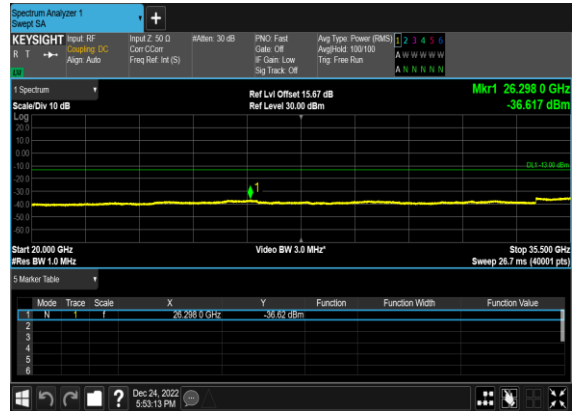 Spectrum Analyzer 1
Swept SA
+
KEYSIGHT Input: RF Input Z: 50 Ω #Atten: 30 dB PNO: Fast Avg Type: Power (RMS) 1 2 3 4 5 6
R T Coupling: DC Corr CCorr Gate: Off Avg|Hold: 100/100 A W W W W W
Align: Auto Freq Ref: Int (S) IF Gain: Low Trig: Free Run
Sig Track: Off A N N N N N
1 Spectrum Ref Lvl Offset 15.67 dB Mkr1 26.298 0 GHz
Scale/Div 10 dB Ref Level 30.00 dBm -36.617 dBm
Log
20.0
10.0
0.00
-10.0 DL1 -13.00 dBm
-20.0
-30.0 1
-40.0
-50.0
-60.0
Start 20.000 GHz Video BW 3.0 MHz* Stop 35.500 GHz
#Res BW 1.0 MHz Sweep 26.7 ms (40001 pts)
5 Marker Table
Mode Trace Scale X Y Function Function Width Function Value
1 N 1 f 26.298 0 GHz -36.62 dBm
2
3
4
5
6
? Dec 24, 2022
5:53:13 PM